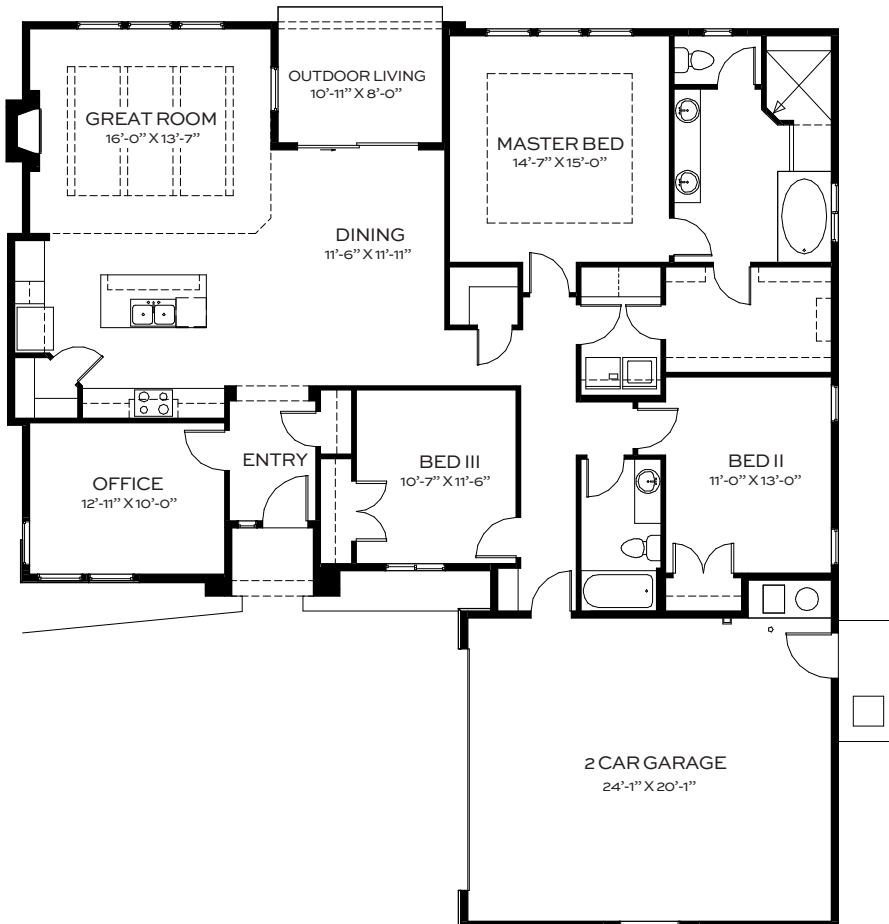 OUTDOOR LIVING
10'-11” X 8'-0”
GREAT ROOM
16'-0” X 13'-7”
MASTER BED
14'-7” X 15'-0”
DINING
11'-6” X 11'-11”
ENTRY
BED III
10'-7” X 11'-6”
BED II
11'-0” X 13'-0”
OFFICE
12'-11” X 10'-0”
2 CAR GARAGE
24'-1” X 20'-1”